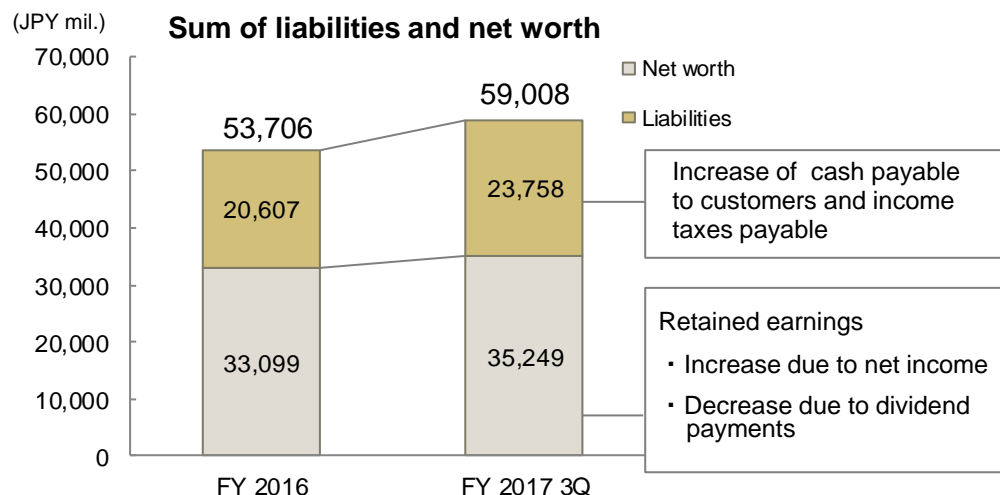 (JPY mil.)
Sum of liabilities and net worth
70,000
60,000
50,000
40,000
30,000
20,000
10,000
0
Net worth
Liabilities
53,706
20,607
33,099
59,008
23,758
35,249
FY 2016
FY 2017 3Q
Increase of cash payable
to customers and income
taxes payable
Retained earnings
・Increase due to net income
・Decrease due to dividend
payments